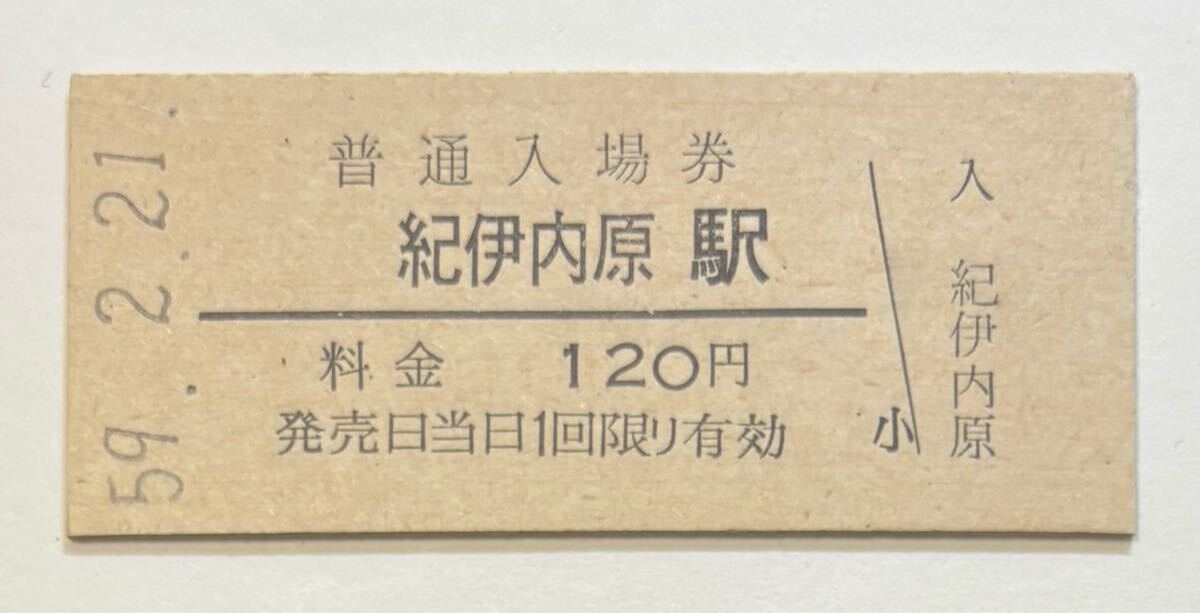 59.2.21.
普通入場券
紀伊内原 駅
料金 120円
発売日当日1回限り有効
小
入 紀伊内原